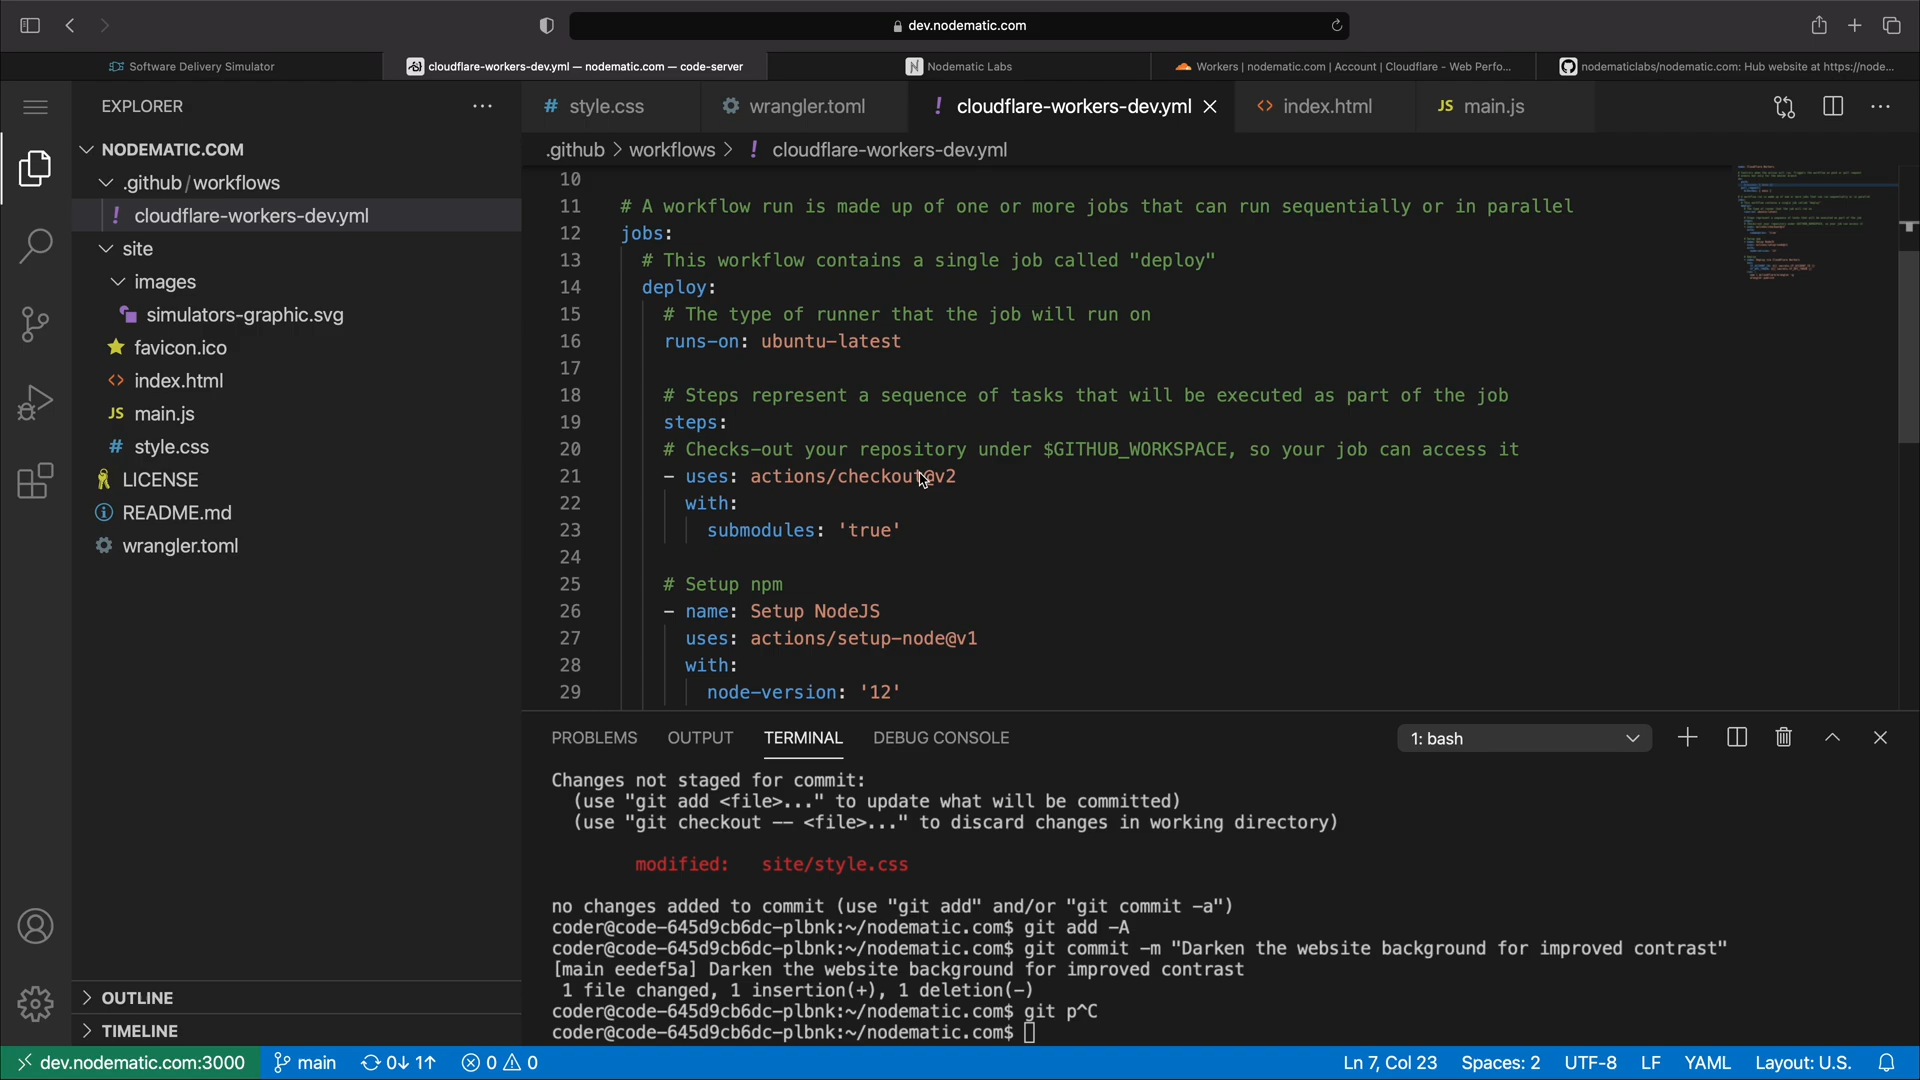 dev.nodematic.com
Software Delivery Simulator
cloudflare-workers-dev.yml — nodematic.com — code-server
N Nodematic Labs
Workers | nodematic.com | Account | Cloudflare - Web Perfo...
nodematiclabs/nodematic.com: Hub website at https://node...
EXPLORER
# style.css
wrangler.toml
! cloudflare-workers-dev.yml
<> index.html
JS main.js
NODEMATIC.COM
.github/workflows
! cloudflare-workers-dev.yml
site
images
simulators-graphic.svg
favicon.ico
<> index.html
JS main.js
# style.css
LICENSE
README.md
wrangler.toml
OUTLINE
TIMELINE
.github > workflows > ! cloudflare-workers-dev.yml
10
11 # A workflow run is made up of one or more jobs that can run sequentially or in parallel
12 jobs:
13 # This workflow contains a single job called "deploy"
14 deploy:
15 # The type of runner that the job will run on
16 runs-on: ubuntu-latest
17
18 # Steps represent a sequence of tasks that will be executed as part of the job
19 steps:
20 # Checks-out your repository under $GITHUB_WORKSPACE, so your job can access it
21 - uses: actions/checkout@v2
22 with:
23 submodules: 'true'
24
25 # Setup npm
26 - name: Setup NodeJS
27 uses: actions/setup-node@v1
28 with:
29 node-version: '12'
PROBLEMS OUTPUT TERMINAL DEBUG CONSOLE
1: bash
Changes not staged for commit:
(use "git add <file>..." to update what will be committed)
(use "git checkout -- <file>..." to discard changes in working directory)
modified: site/style.css
no changes added to commit (use "git add" and/or "git commit -a")
coder@code-645d9cb6dc-plbnk:~/nodematic.com$ git add -A
coder@code-645d9cb6dc-plbnk:~/nodematic.com$ git commit -m "Darken the website background for improved contrast"
[main eedef5a] Darken the website background for improved contrast
1 file changed, 1 insertion(+), 1 deletion(-)
coder@code-645d9cb6dc-plbnk:~/nodematic.com$ git p^C
coder@code-645d9cb6dc-plbnk:~/nodematic.com$
dev.nodematic.com:3000
main
0↓ 1↑
0
0
Ln 7, Col 23
Spaces: 2
UTF-8
LF
YAML
Layout: U.S.